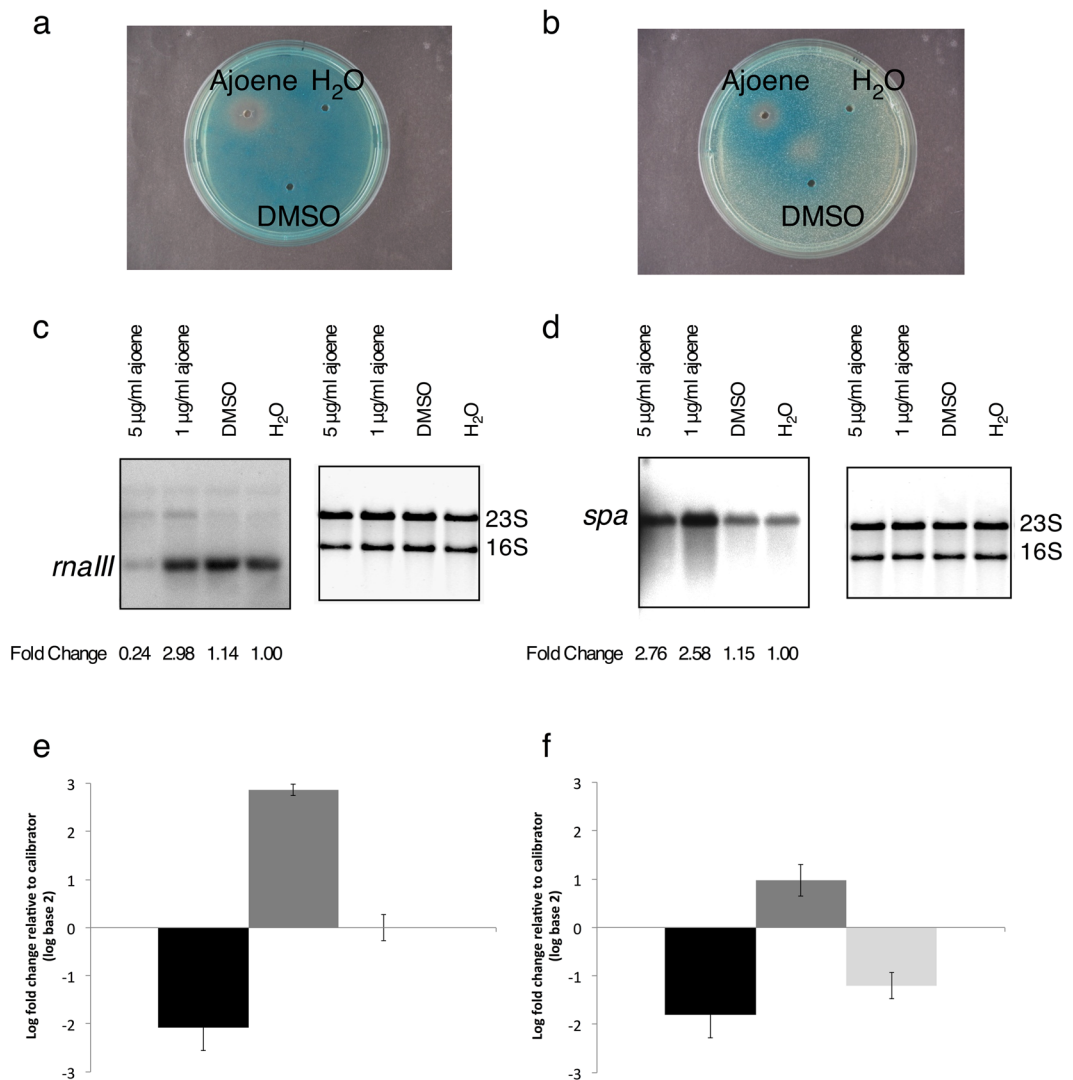 a
Ajoene H₂O
DMSO
b
Ajoene H₂O
DMSO
c
5 µg/ml ajoene
1 µg/ml ajoene
DMSO
H₂O
5 µg/ml ajoene
1 µg/ml ajoene
DMSO
H₂O
rnaIII
23S
16S
Fold Change 0.24 2.98 1.14 1.00
d
5 µg/ml ajoene
1 µg/ml ajoene
DMSO
H₂O
5 µg/ml ajoene
1 µg/ml ajoene
DMSO
H₂O
spa
23S
16S
Fold Change 2.76 2.58 1.15 1.00
e
Log fold change relative to calibrator
(log base 2)
3
2
1
0
-1
-2
-3
f
Log fold change relative to calibrator
(log base 2)
3
2
1
0
-1
-2
-3